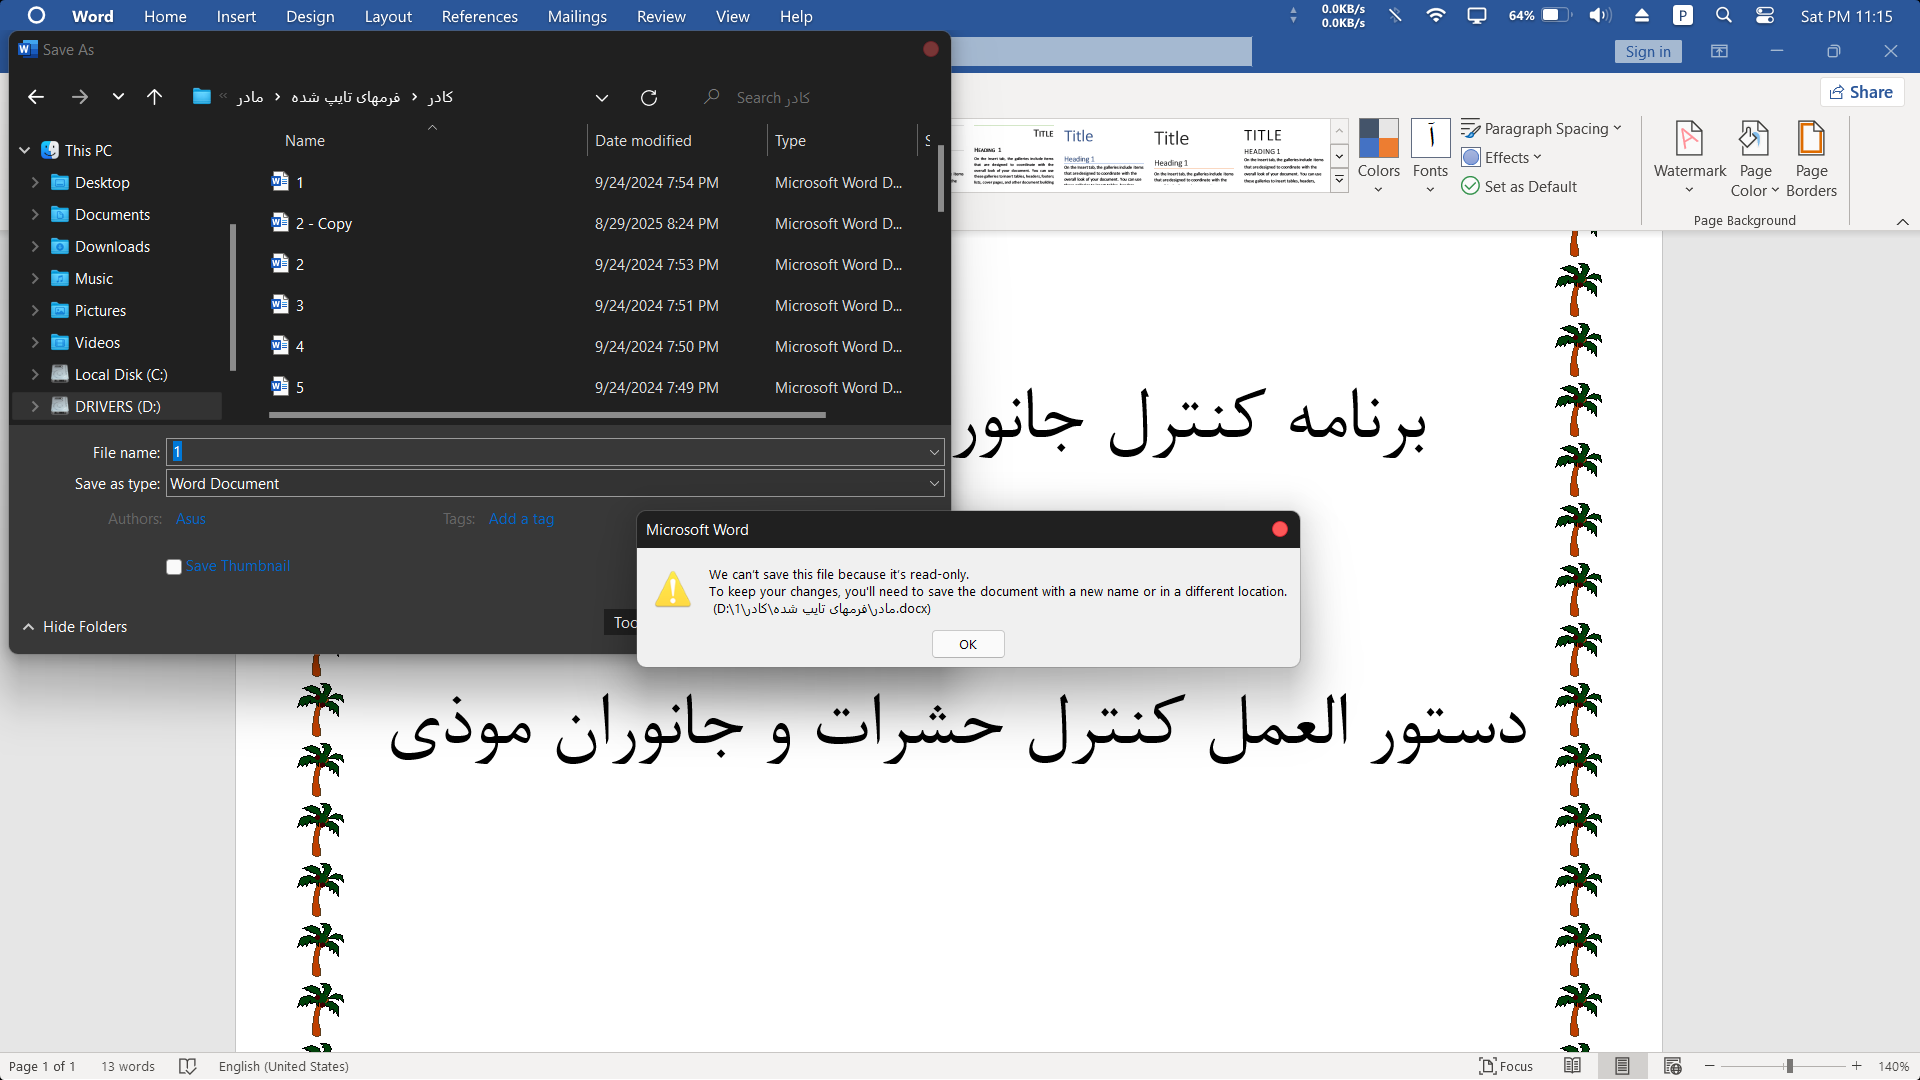 Word Home Insert Design Layout References Mailings Review View Help
0.0KB/s
0.0KB/s
64% P Sat PM 11:15
Save As
Sign in
Share
مادر › فرمهای تایپ شده › کادر
Search کادر
Name Date modified Type S
This PC
Desktop
Documents
Downloads
Music
Pictures
Videos
Local Disk (C:)
DRIVERS (D:)
1 9/24/2024 7:54 PM Microsoft Word D...
2 - Copy 8/29/2025 8:24 PM Microsoft Word D...
2 9/24/2024 7:53 PM Microsoft Word D...
3 9/24/2024 7:51 PM Microsoft Word D...
4 9/24/2024 7:50 PM Microsoft Word D...
5 9/24/2024 7:49 PM Microsoft Word D...
File name: 1
Save as type: Word Document
Authors: Asus Tags: Add a tag
Save Thumbnail
Hide Folders
Too
TITLE Title Title TITLE
HEADING 1 Heading 1 Heading 1 HEADING 1
Colors
Fonts
Paragraph Spacing
Effects
Set as Default
Watermark
Page
Color
Page
Borders
Page Background
برنامه کنترل جانور
Microsoft Word
We can't save this file because it's read-only.
To keep your changes, you'll need to save the document with a new name or in a different location.
(D:\مادر\فرمهای تایپ شده\کادر\1.docx)
OK
دستور العمل کنترل حشرات و جانوران موذی
Page 1 of 1 13 words English (United States) Focus 140%